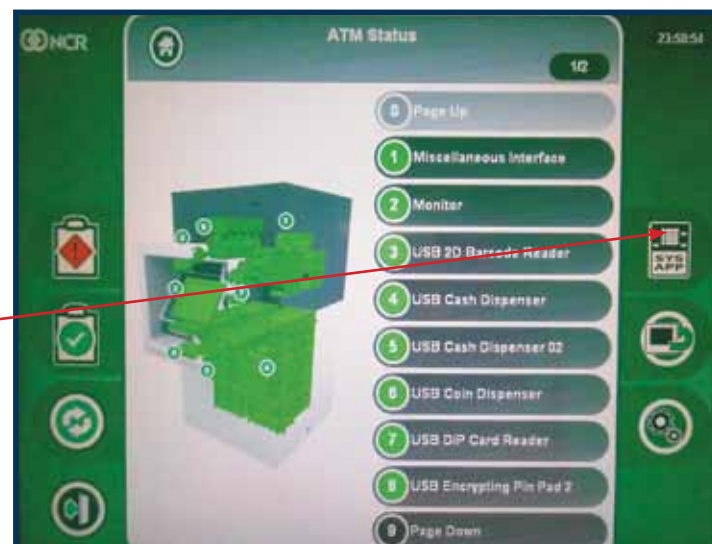 NCR
ATM Status
23:58:54
1/2
Page Up
1 Miscellaneous Interface
2 Monitor
3 USB 2D Barcode Reader
4 USB Cash Dispenser
5 USB Cash Dispenser 02
6 USB Coin Dispenser
7 USB DIP Card Reader
8 USB Encrypting Pin Pad 2
9 Page Down
SYS
APP